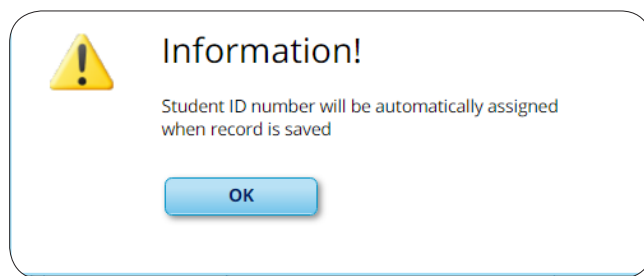 Information!
Student ID number will be automatically assigned
when record is saved
OK